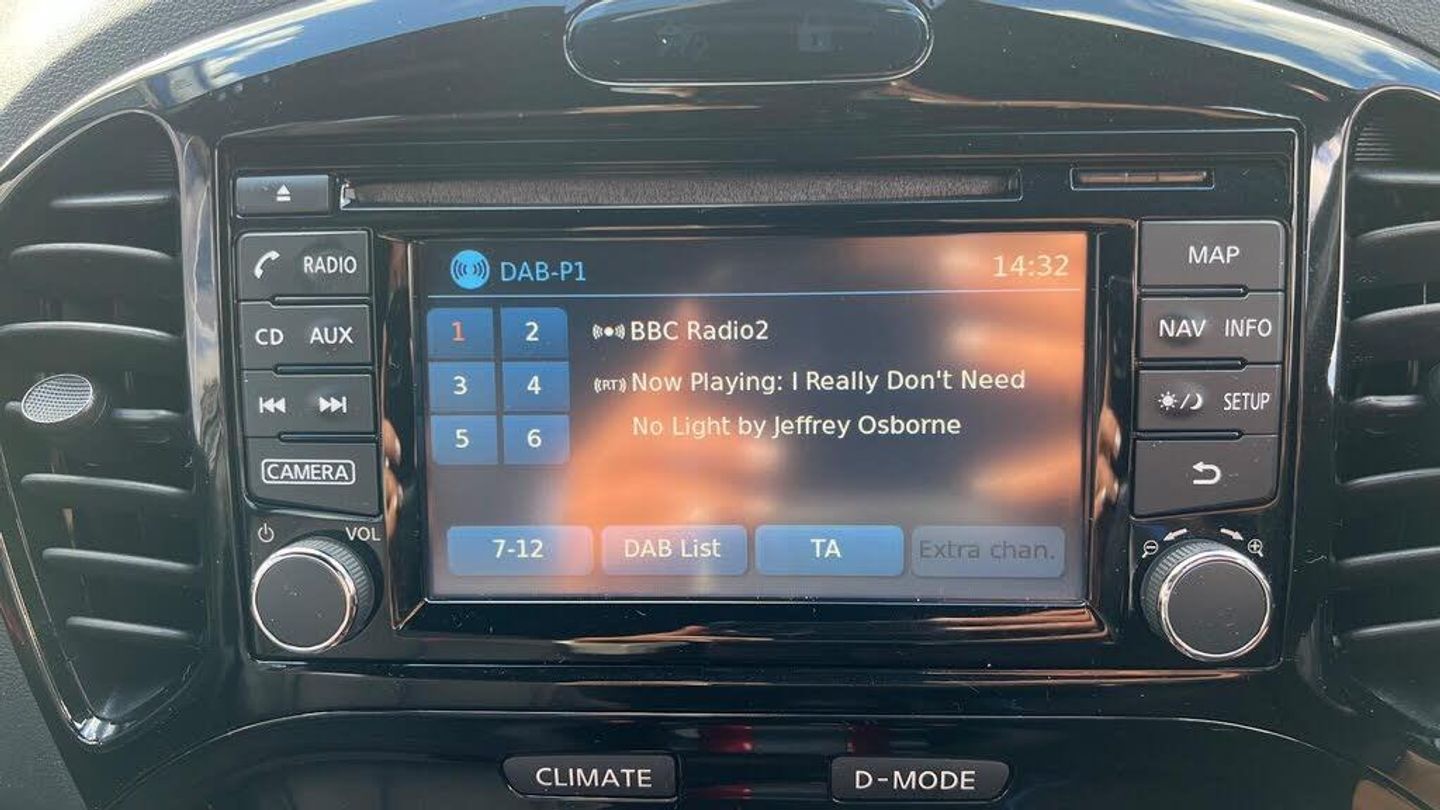 RADIO
CD AUX
CAMERA
VOL
DAB-P1 14:32
1 2
3 4
5 6
BBC Radio2
(RT) Now Playing: I Really Don't Need
No Light by Jeffrey Osborne
7-12 DAB List TA Extra chan.
MAP
NAV INFO
SETUP
CLIMATE D-MODE